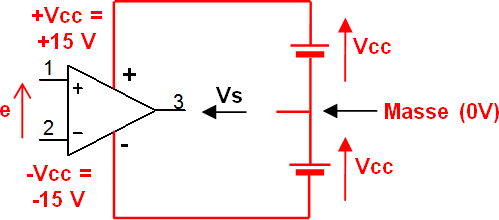 +Vcc =
+15 V
Vcc
1
+
+
e
3
Vs
Masse (0V)
2
−
-
-Vcc =
-15 V
Vcc